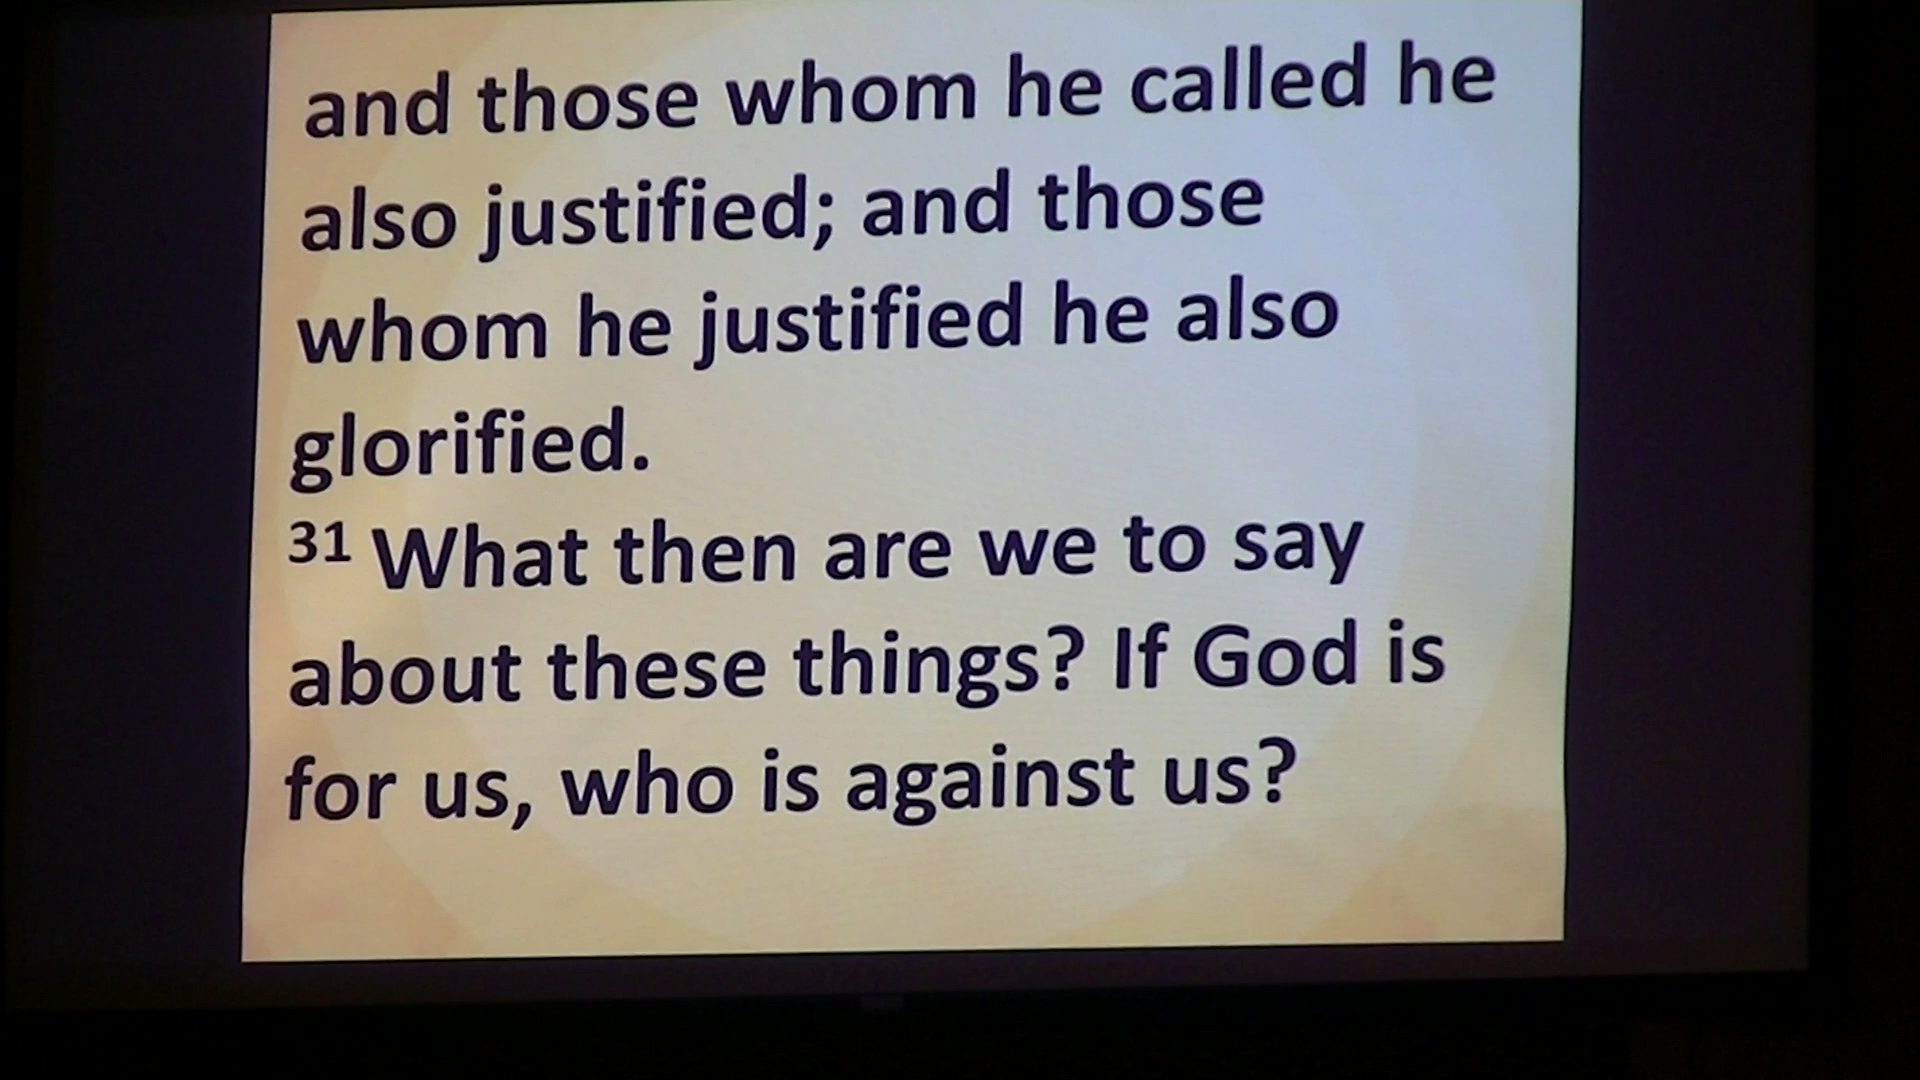 and those whom he called he
also justified; and those
whom he justified he also
glorified.
31 What then are we to say
about these things? If God is
for us, who is against us?